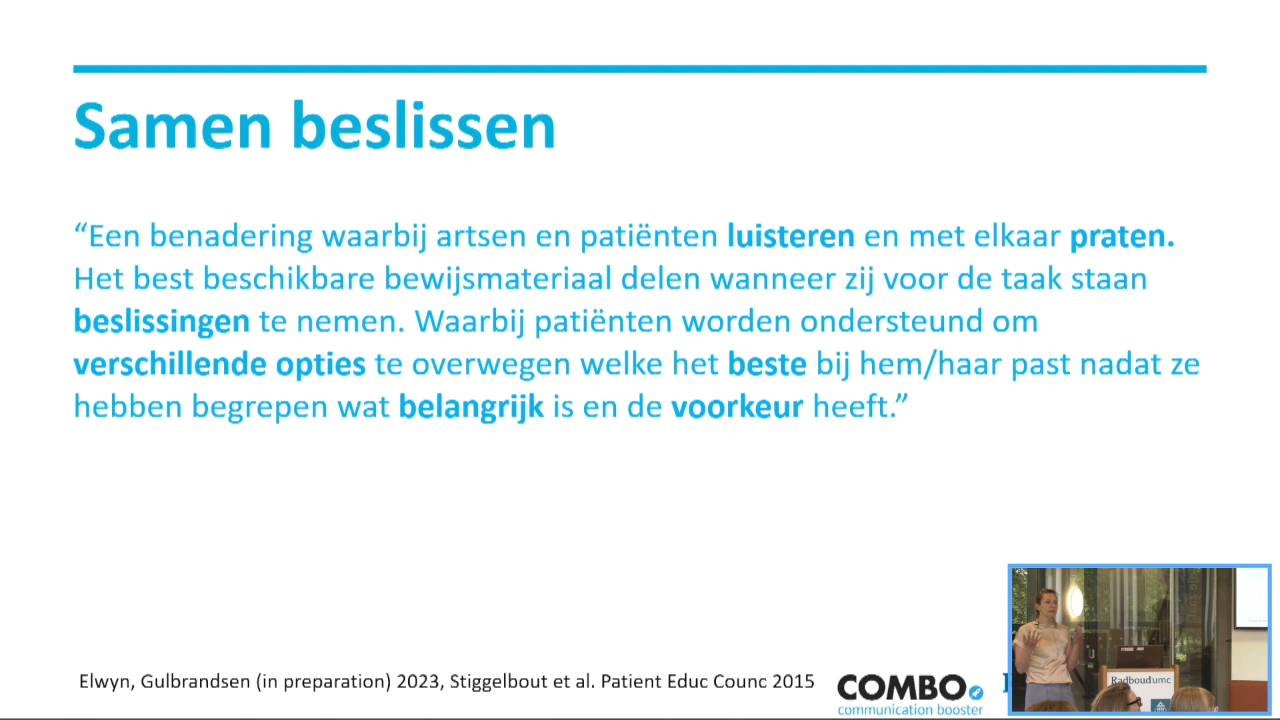 Samen beslissen
“Een benadering waarbij artsen en patiënten luisteren en met elkaar praten.
Het best beschikbare bewijsmateriaal delen wanneer zij voor de taak staan
beslissingen te nemen. Waarbij patiënten worden ondersteund om
verschillende opties te overwegen welke het beste bij hem/haar past nadat ze
hebben begrepen wat belangrijk is en de voorkeur heeft.”
Elwyn, Gulbrandsen (in preparation) 2023, Stiggelbout et al. Patient Educ Counc 2015
COMBO
communication booster
Radboudumc